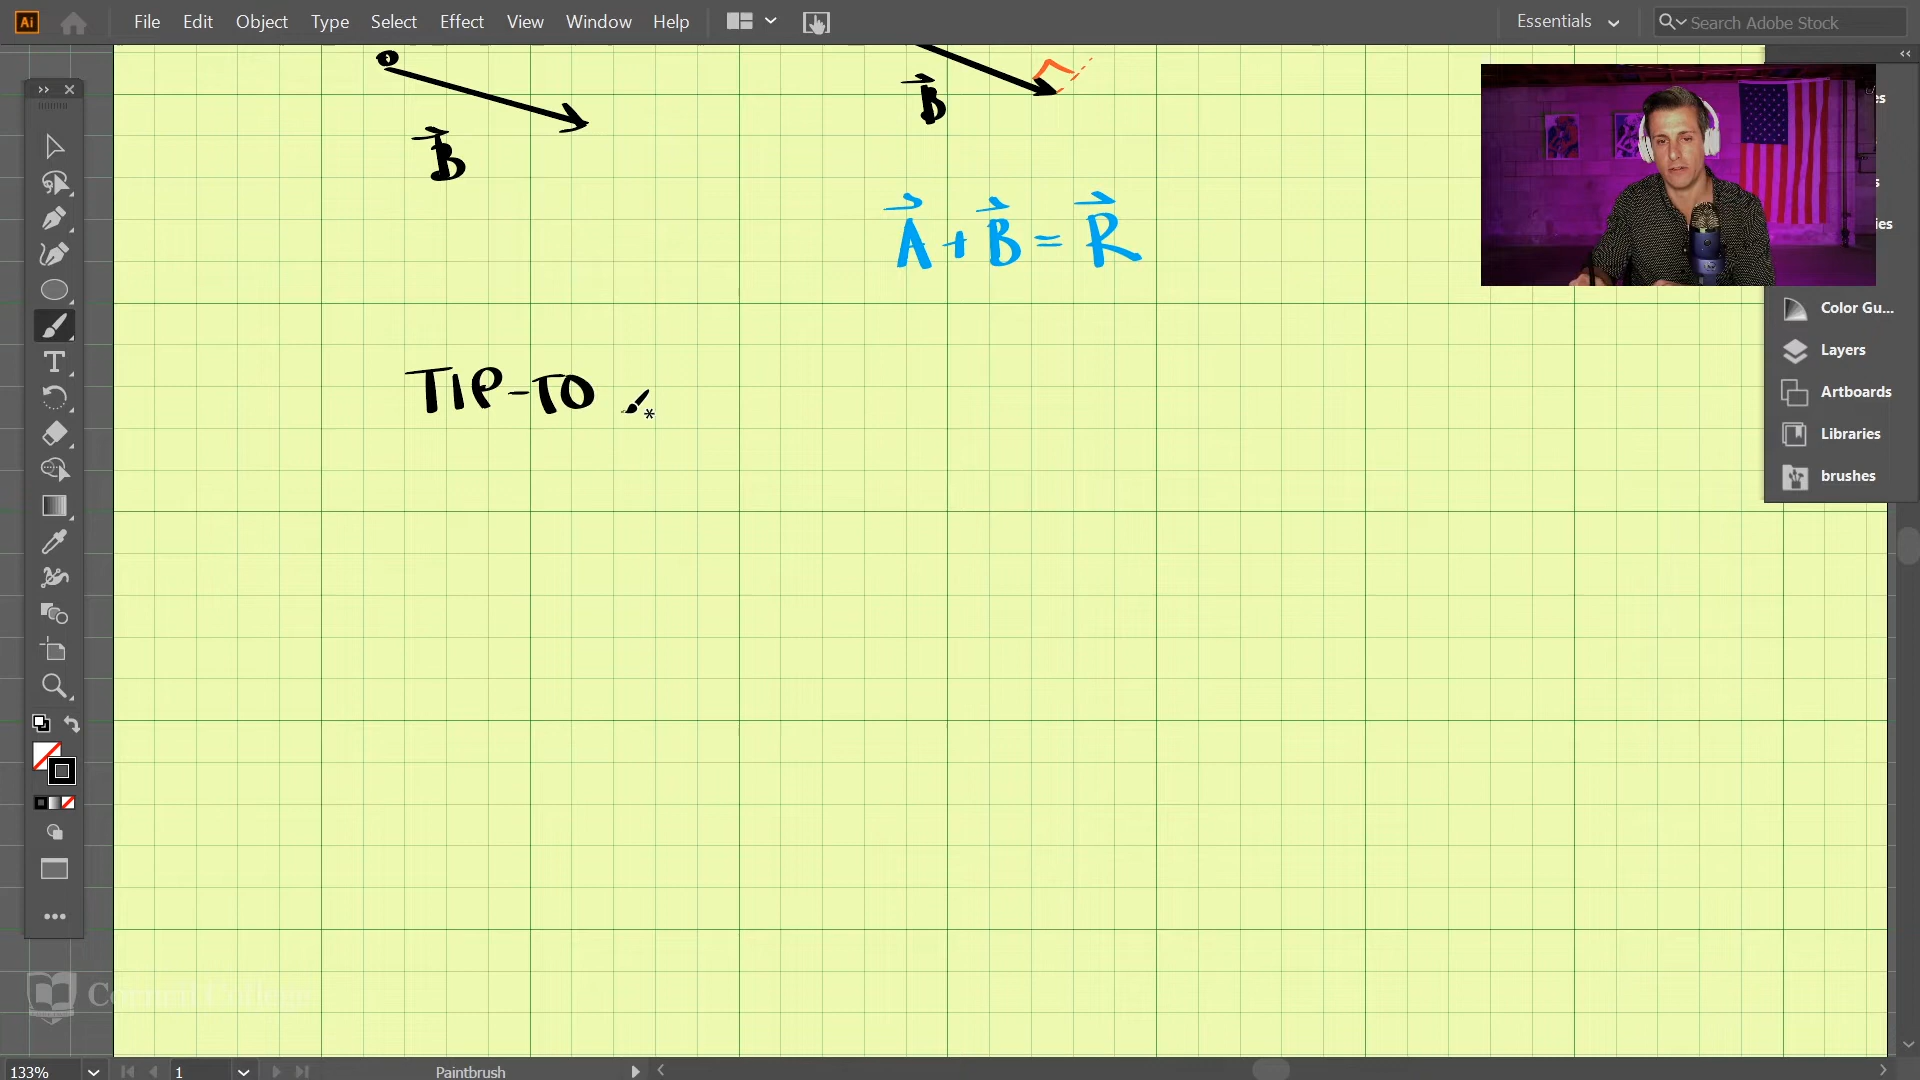 Ai File Edit Object Type Select Effect View Window Help Essentials Search Adobe Stock
B
B
A + B = R
TIP-TO
Color Gu...
Layers
Artboards
Libraries
brushes
133% 1 Paintbrush